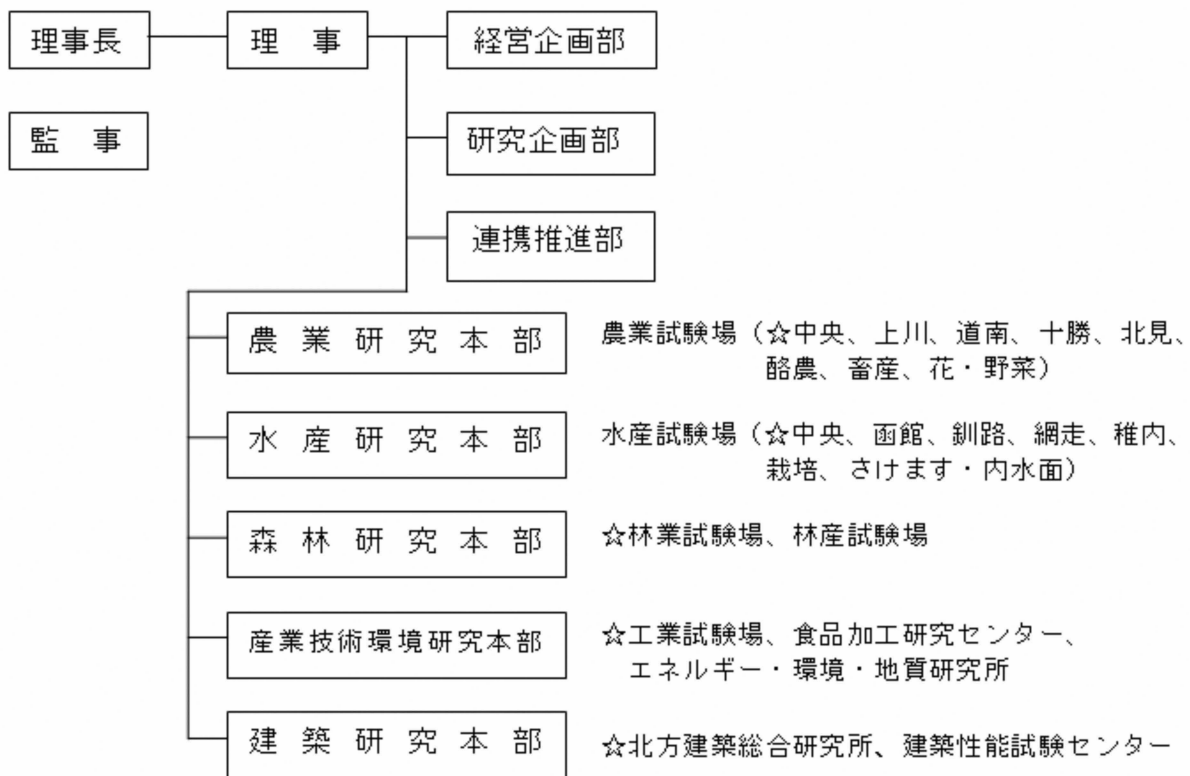 理事長 理事 経営企画部
監事 研究企画部
連携推進部
農業研究本部 農業試験場（☆中央、上川、道南、十勝、北見、
酪農、畜産、花・野菜）
水産研究本部 水産試験場（☆中央、函館、釧路、網走、稚内、
栽培、さけます・内水面）
森林研究本部 ☆林業試験場、林産試験場
産業技術環境研究本部 ☆工業試験場、食品加工研究センター、
エネルギー・環境・地質研究所
建築研究本部 ☆北方建築総合研究所、建築性能試験センター